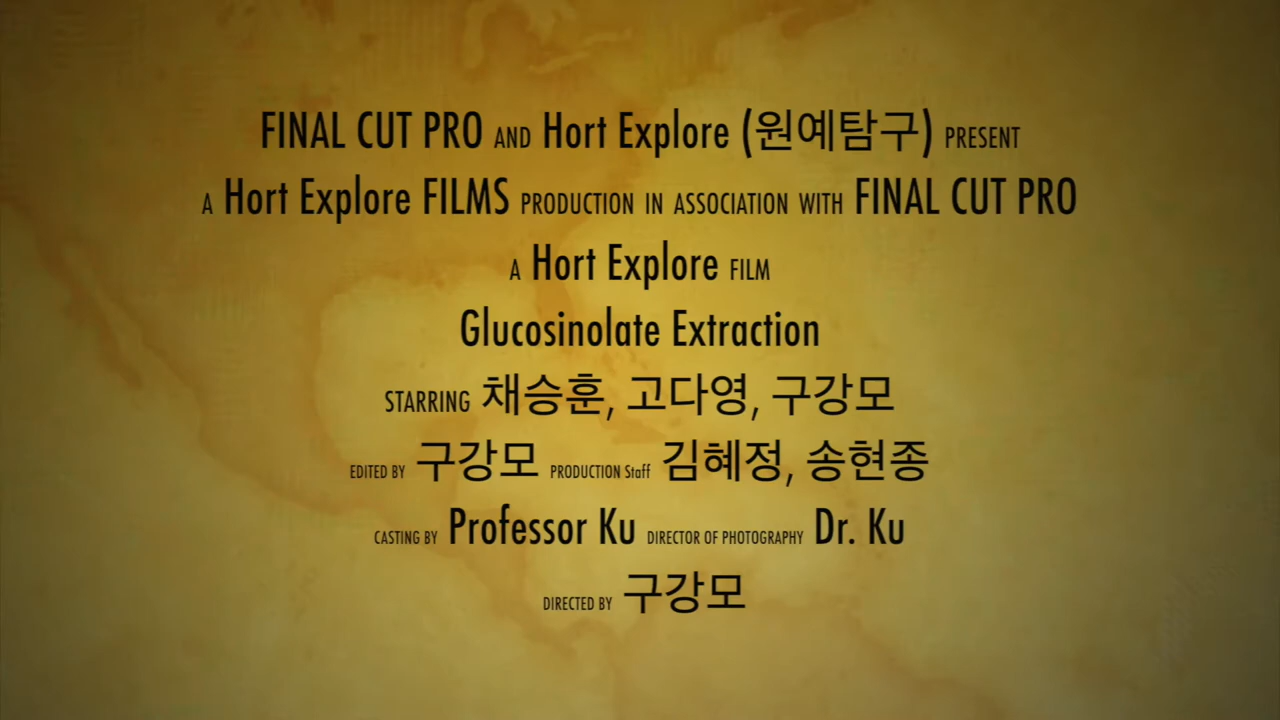 FINAL CUT PRO AND Hort Explore (원예탐구) PRESENT
A Hort Explore FILMS PRODUCTION IN ASSOCIATION WITH FINAL CUT PRO
A Hort Explore FILM
Glucosinolate Extraction
STARRING 채승훈, 고다영, 구강모
EDITED BY 구강모 PRODUCTION Staff 김혜정, 송현종
CASTING BY Professor Ku DIRECTOR OF PHOTOGRAPHY Dr. Ku
DIRECTED BY 구강모